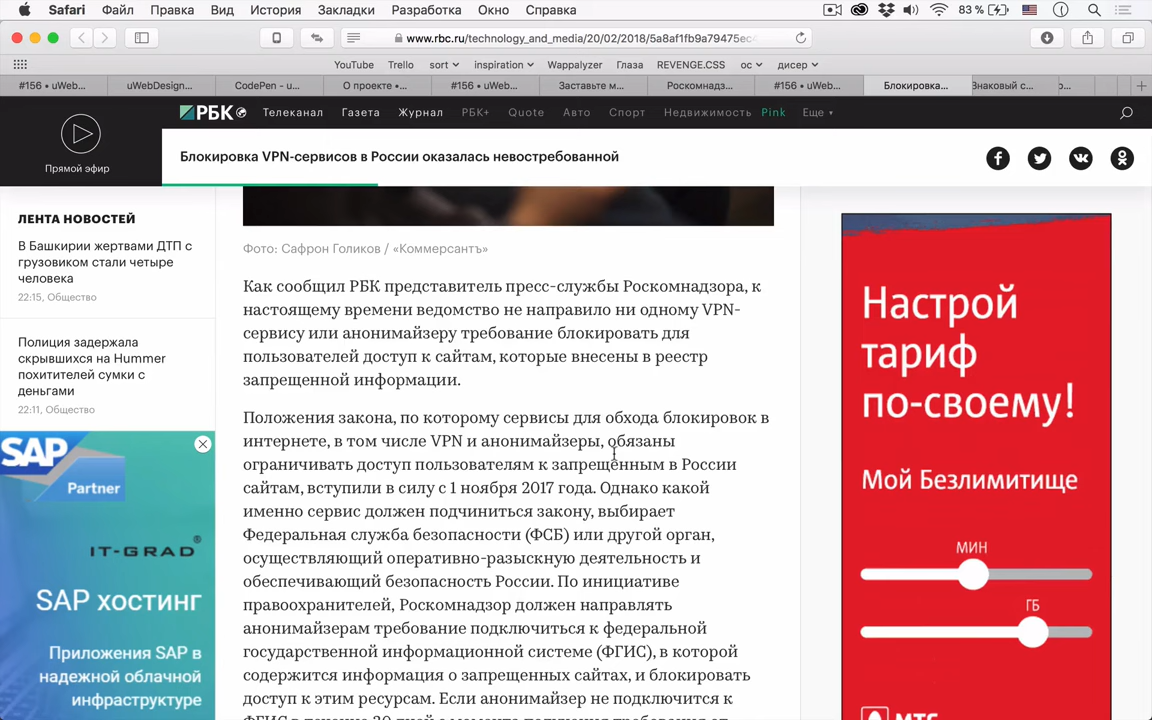 Safari Файл Правка Вид История Закладки Разработка Окно Справка 83 %
www.rbc.ru/technology_and_media/20/02/2018/5a8af1fb9a79475ec
YouTube Trello sort inspiration Wappalyzer Глаза REVENGE.CSS ос дисер
#156 • uWeb... uWebDesign... CodePen - u... О проекте •... #156 • uWeb... Заставьте м... Роскомнадз... #156 • uWeb... Блокировка... Знаковый с...
РБК Телеканал Газета Журнал РБК+ Quote Авто Спорт Недвижимость Pink Еще
Прямой эфир
Блокировка VPN-сервисов в России оказалась невостребованной
ЛЕНТА НОВОСТЕЙ
В Башкирии жертвами ДТП с
грузовиком стали четыре
человека
22:15, Общество
Полиция задержала
скрывшихся на Hummer
похитителей сумки с
деньгами
22:11, Общество
SAP
Partner
IT-GRAD®
SAP хостинг
Приложения SAP в
надежной облачной
инфраструктуре
Фото: Сафрон Голиков / «Коммерсантъ»
Как сообщил РБК представитель пресс-службы Роскомнадзора, к
настоящему времени ведомство не направило ни одному VPN-
сервису или анонимайзеру требование блокировать для
пользователей доступ к сайтам, которые внесены в реестр
запрещенной информации.
Положения закона, по которому сервисы для обхода блокировок в
интернете, в том числе VPN и анонимайзеры, обязаны
ограничивать доступ пользователям к запрещенным в России
сайтам, вступили в силу с 1 ноября 2017 года. Однако какой
именно сервис должен подчиниться закону, выбирает
Федеральная служба безопасности (ФСБ) или другой орган,
осуществляющий оперативно-разыскную деятельность и
обеспечивающий безопасность России. По инициативе
правоохранителей, Роскомнадзор должен направлять
анонимайзерам требование подключиться к федеральной
государственной информационной системе (ФГИС), в которой
содержится информация о запрещенных сайтах, и блокировать
доступ к этим ресурсам. Если анонимайзер не подключится к
ФГИС в течение 30 дней с момента получения требования от
Настрой
тариф
по-своему!
Мой Безлимитище
МИН
ГБ
МТС